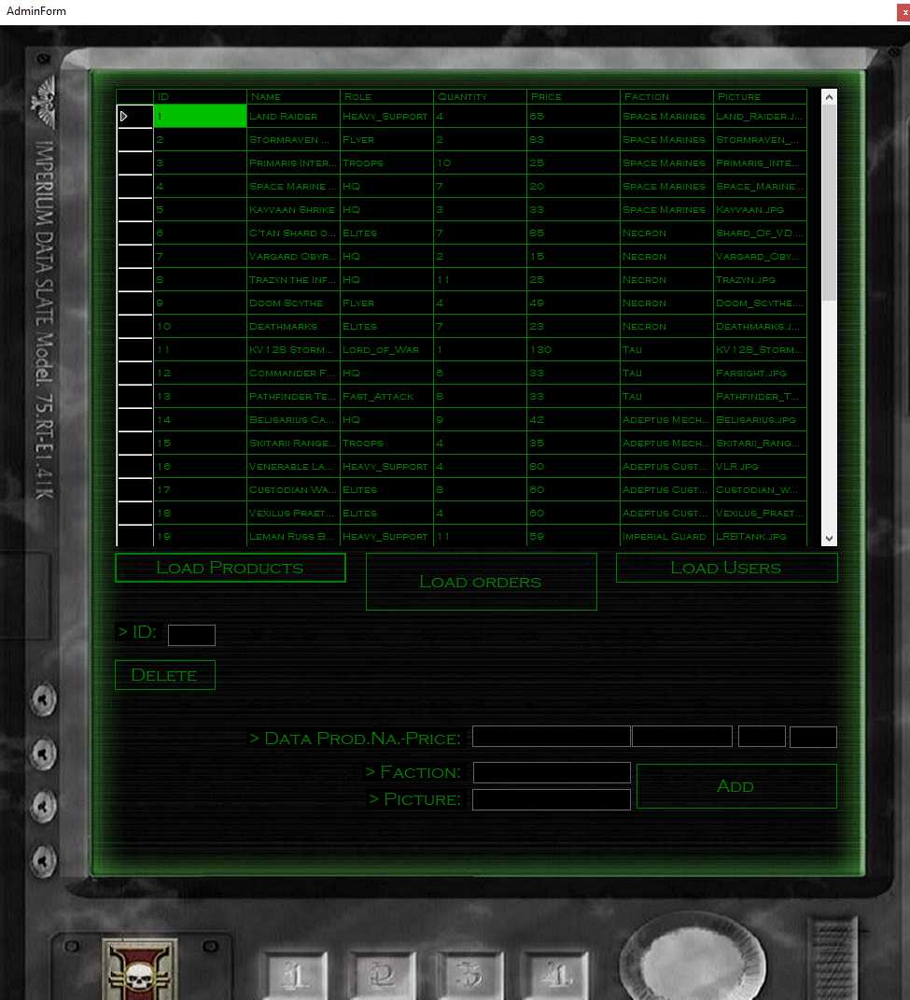 AdminForm
x
ID NAME ROLE QUANTITY PRICE FACTION PICTURE
1 LAND RAIDER HEAVY_SUPPORT 4 65 SPACE MARINES LAND_RAIDER.J...
2 STORMRAVEN ... FLYER 2 83 SPACE MARINES STORMRAVEN_...
3 PRIMARIS INTER... TROOPS 10 25 SPACE MARINES PRIMARIS_INTE...
4 SPACE MARINE ... HQ 7 20 SPACE MARINES SPACE_MARINE...
5 KAYVAAN SHRIKE HQ 3 33 SPACE MARINES KAYVAAN.JPG
6 C'TAN SHARD O... ELITES 7 85 NECRON SHARD_OF_VD....
7 VARGARD OBYR... HQ 2 15 NECRON VARGARD_OBY...
8 TRAZYN THE INF... HQ 11 25 NECRON TRAZYN.JPG
9 DOOM SCYTHE FLYER 4 49 NECRON DOOM_SCYTHE....
10 DEATHMARKS ELITES 7 23 NECRON DEATHMARKS.J...
11 KV128 STORM... LORD_OF_WAR 1 130 TAU KV128_STORM...
12 COMMANDER F... HQ 6 33 TAU FARSIGHT.JPG
13 PATHFINDER TE... FAST_ATTACK 8 33 TAU PATHFINDER_T...
14 BELISARIUS CA... HQ 9 42 ADEPTUS MECH... BELISARIUS.JPG
15 SKITARII RANGE... TROOPS 4 35 ADEPTUS MECH... SKITARII_RANG...
16 VENERABLE LA... HEAVY_SUPPORT 4 80 ADEPTUS CUST... VLR.JPG
17 CUSTODIAN WA... ELITES 8 60 ADEPTUS CUST... CUSTODIAN_W...
18 VEXILUS PRAET... ELITES 4 60 ADEPTUS CUST... VEXILUS_PRAET...
19 LEMAN RUSS B... HEAVY_SUPPORT 11 59 IMPERIAL GUARD LRBTANK.JPG
IMPERIUM DATA SLATE Model. 75.RT-E1.41K
LOAD PRODUCTS
LOAD ORDERS
LOAD USERS
> ID:
DELETE
> DATA PROD.NA.-PRICE:
> FACTION:
> PICTURE:
ADD
1 2 3 4